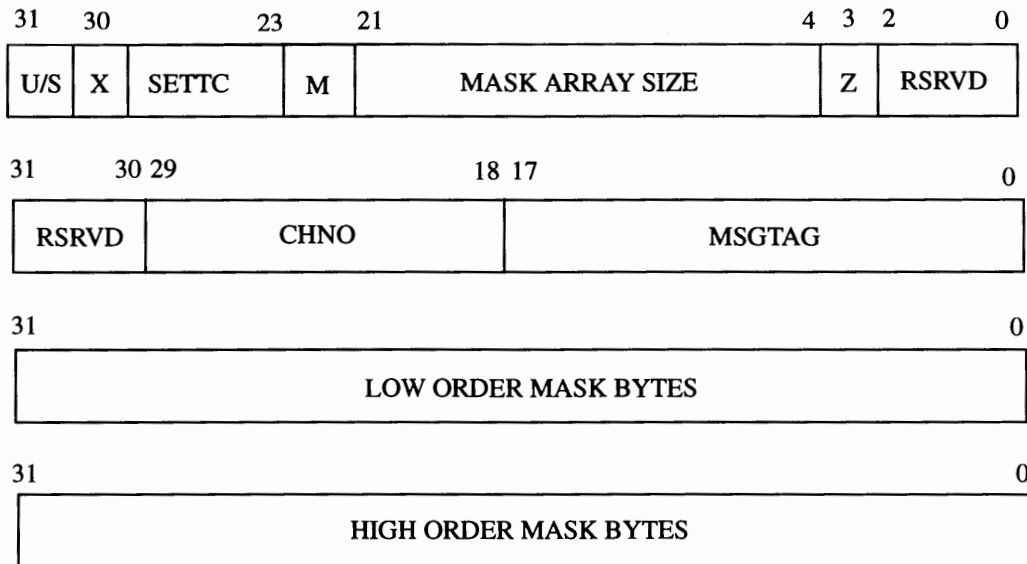 31 30 23 21 4 3 2 0
U/S X SETTC M MASK ARRAY SIZE Z RSRVD
31 30 29 18 17 0
RSRVD CHNO MSGTAG
31 0
LOW ORDER MASK BYTES
31 0
HIGH ORDER MASK BYTES